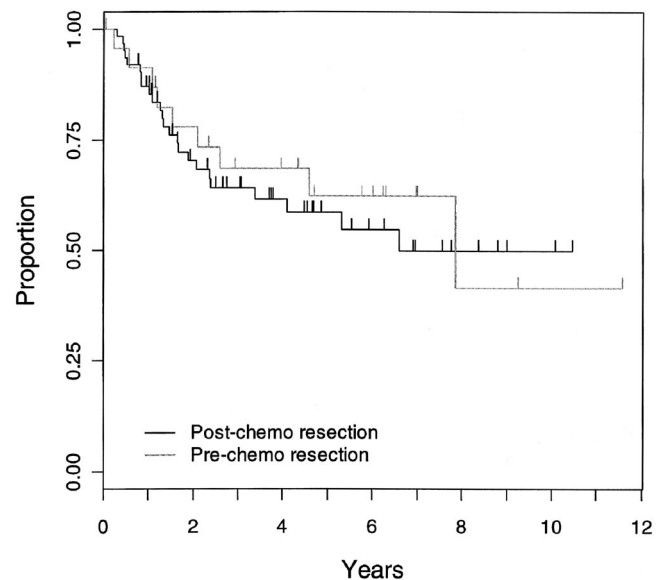 1.00
0.75
0.50
0.25
0.00
Proportion
Post-chemo resection
Pre-chemo resection
0 2 4 6 8 10 12
Years